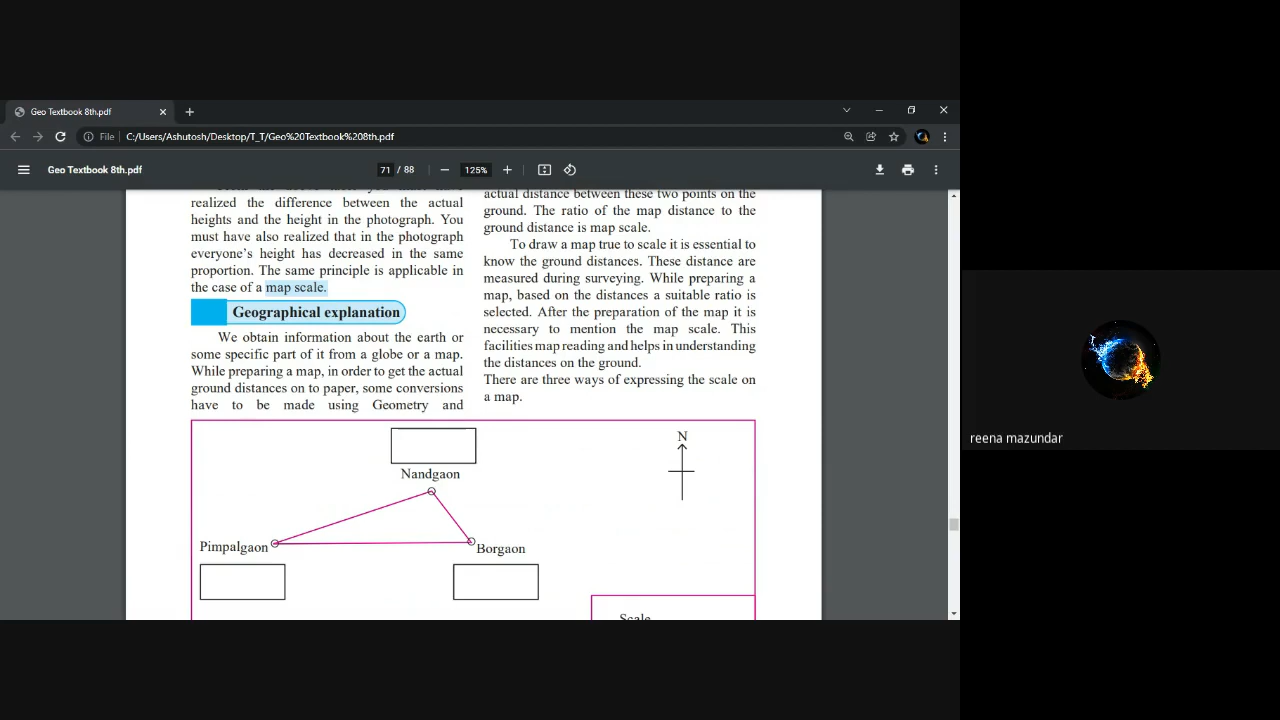 Geo Textbook 8th.pdf
File
C:/Users/Ashutosh/Desktop/T_T/Geo%20Textbook%208th.pdf
Geo Textbook 8th.pdf
71 / 88
125%
realized the difference between the actual
heights and the height in the photograph. You
must have also realized that in the photograph
everyone's height has decreased in the same
proportion. The same principle is applicable in
the case of a map scale.
Geographical explanation
We obtain information about the earth or
some specific part of it from a globe or a map.
While preparing a map, in order to get the actual
ground distances on to paper, some conversions
have to be made using Geometry and
actual distance between these two points on the
ground. The ratio of the map distance to the
ground distance is map scale.
To draw a map true to scale it is essential to
know the ground distances. These distance are
measured during surveying. While preparing a
map, based on the distances a suitable ratio is
selected. After the preparation of the map it is
necessary to mention the map scale. This
facilities map reading and helps in understanding
the distances on the ground.
There are three ways of expressing the scale on
a map.
N
Nandgaon
Pimpalgaon
Borgaon
Scale
reena mazundar